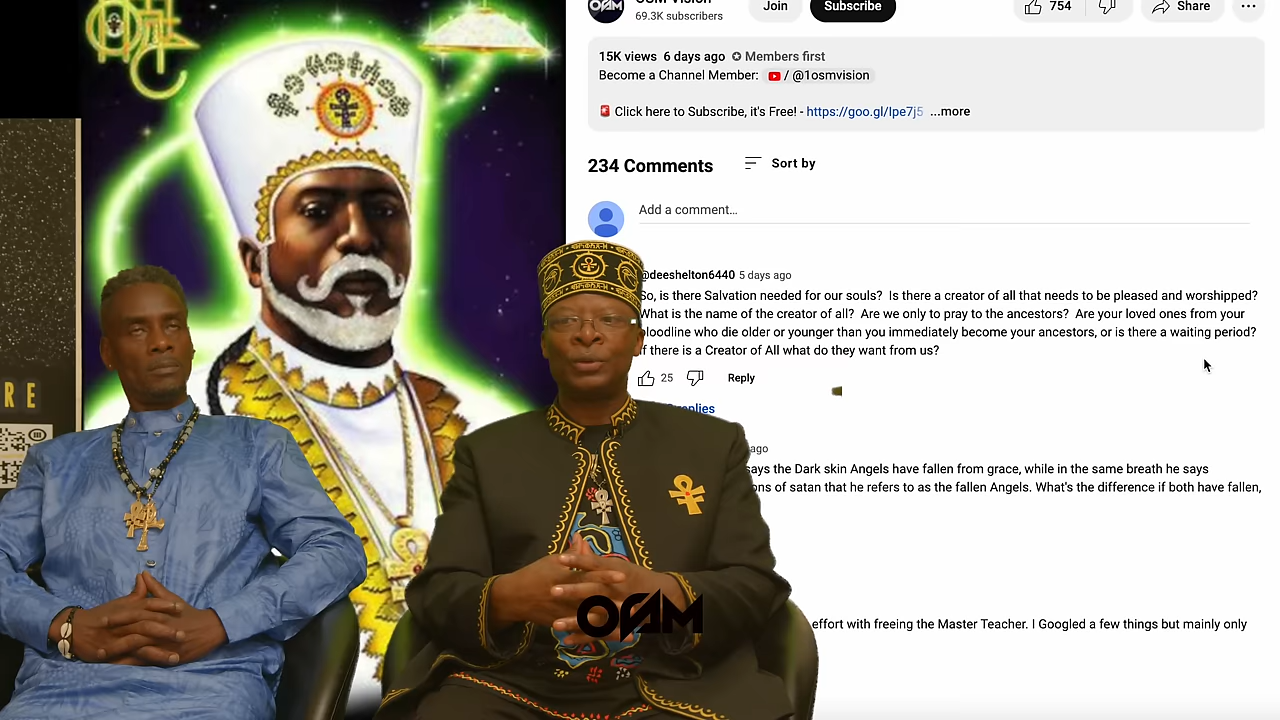 OSM Vision
69.3K subscribers
Join
Subscribe
754
Share
15K views 6 days ago Members first
Become a Channel Member: / @1osmvision
Click here to Subscribe, it's Free! - https://goo.gl/Ipe7j5 ...more
234 Comments
Sort by
Add a comment…
@deeshelton6440 5 days ago
So, is there Salvation needed for our souls? Is there a creator of all that needs to be pleased and worshipped?
What is the name of the creator of all? Are we only to pray to the ancestors? Are your loved ones from your
bloodline who die older or younger than you immediately become your ancestors, or is there a waiting period?
If there is a Creator of All what do they want from us?
25
Reply
replies
ago
says the Dark skin Angels have fallen from grace, while in the same breath he says
ons of satan that he refers to as the fallen Angels. What's the difference if both have fallen,
effort with freeing the Master Teacher. I Googled a few things but mainly only
RE